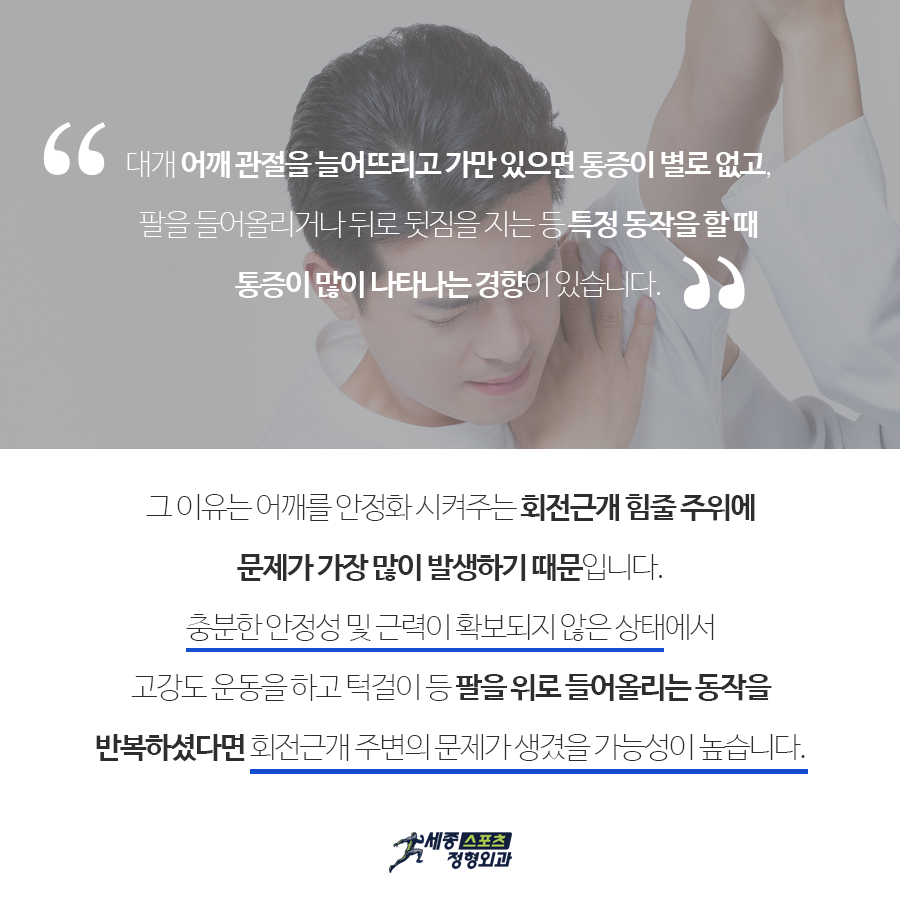 “
대개 어깨 관절을 늘어뜨리고 가만 있으면 통증이 별로 없고,
팔을 들어올리거나 뒤로 뒷짐을 지는 등 특정 동작을 할 때
통증이 많이 나타나는 경향이 있습니다. ”
그 이유는 어깨를 안정화 시켜주는 회전근개 힘줄 주위에
문제가 가장 많이 발생하기 때문입니다.
충분한 안정성 및 근력이 확보되지 않은 상태에서
고강도 운동을 하고 턱걸이 등 팔을 위로 들어올리는 동작을
반복하셨다면 회전근개 주변의 문제가 생겼을 가능성이 높습니다.
세종 스포츠
정형외과